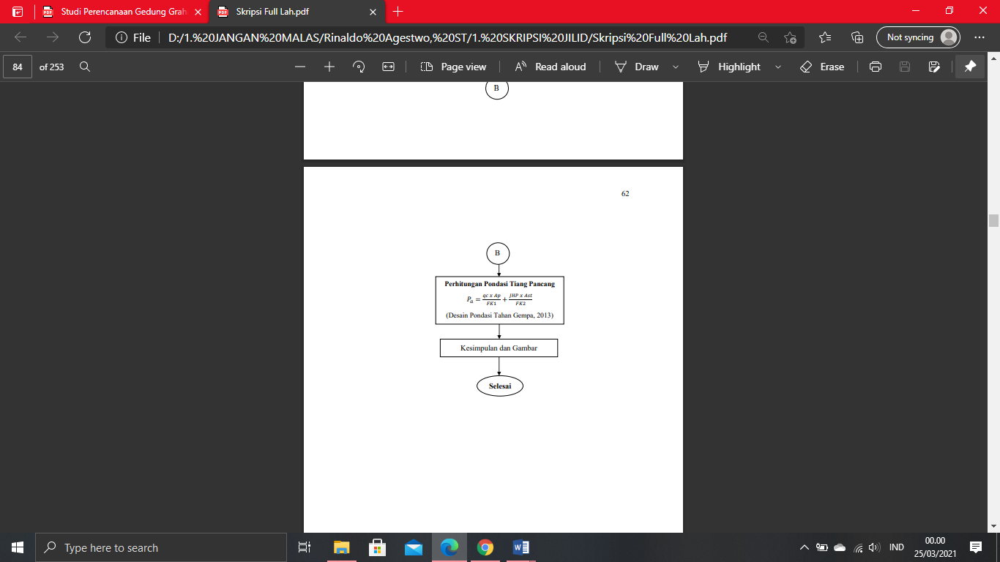 Studi Perencanaan Gedung Grah
Skripsi Full Lah.pdf
File
D:/1.%20JANGAN%20MALAS/Rinaldo%20Agestwo,%20ST/1.%20SKRIPSI%20JILID/Skripsi%20Full%20Lah.pdf
Not syncing
84 of 253
Page view
Read aloud
Draw
Highlight
Erase
B
62
B
Perhitungan Pondasi Tiang Pancang
Pₐ = qc x Ap / FK1 + JHP x Ast / FK2
(Desain Pondasi Tahan Gempa, 2013)
Kesimpulan dan Gambar
Selesai
Type here to search
IND
00.00
25/03/2021